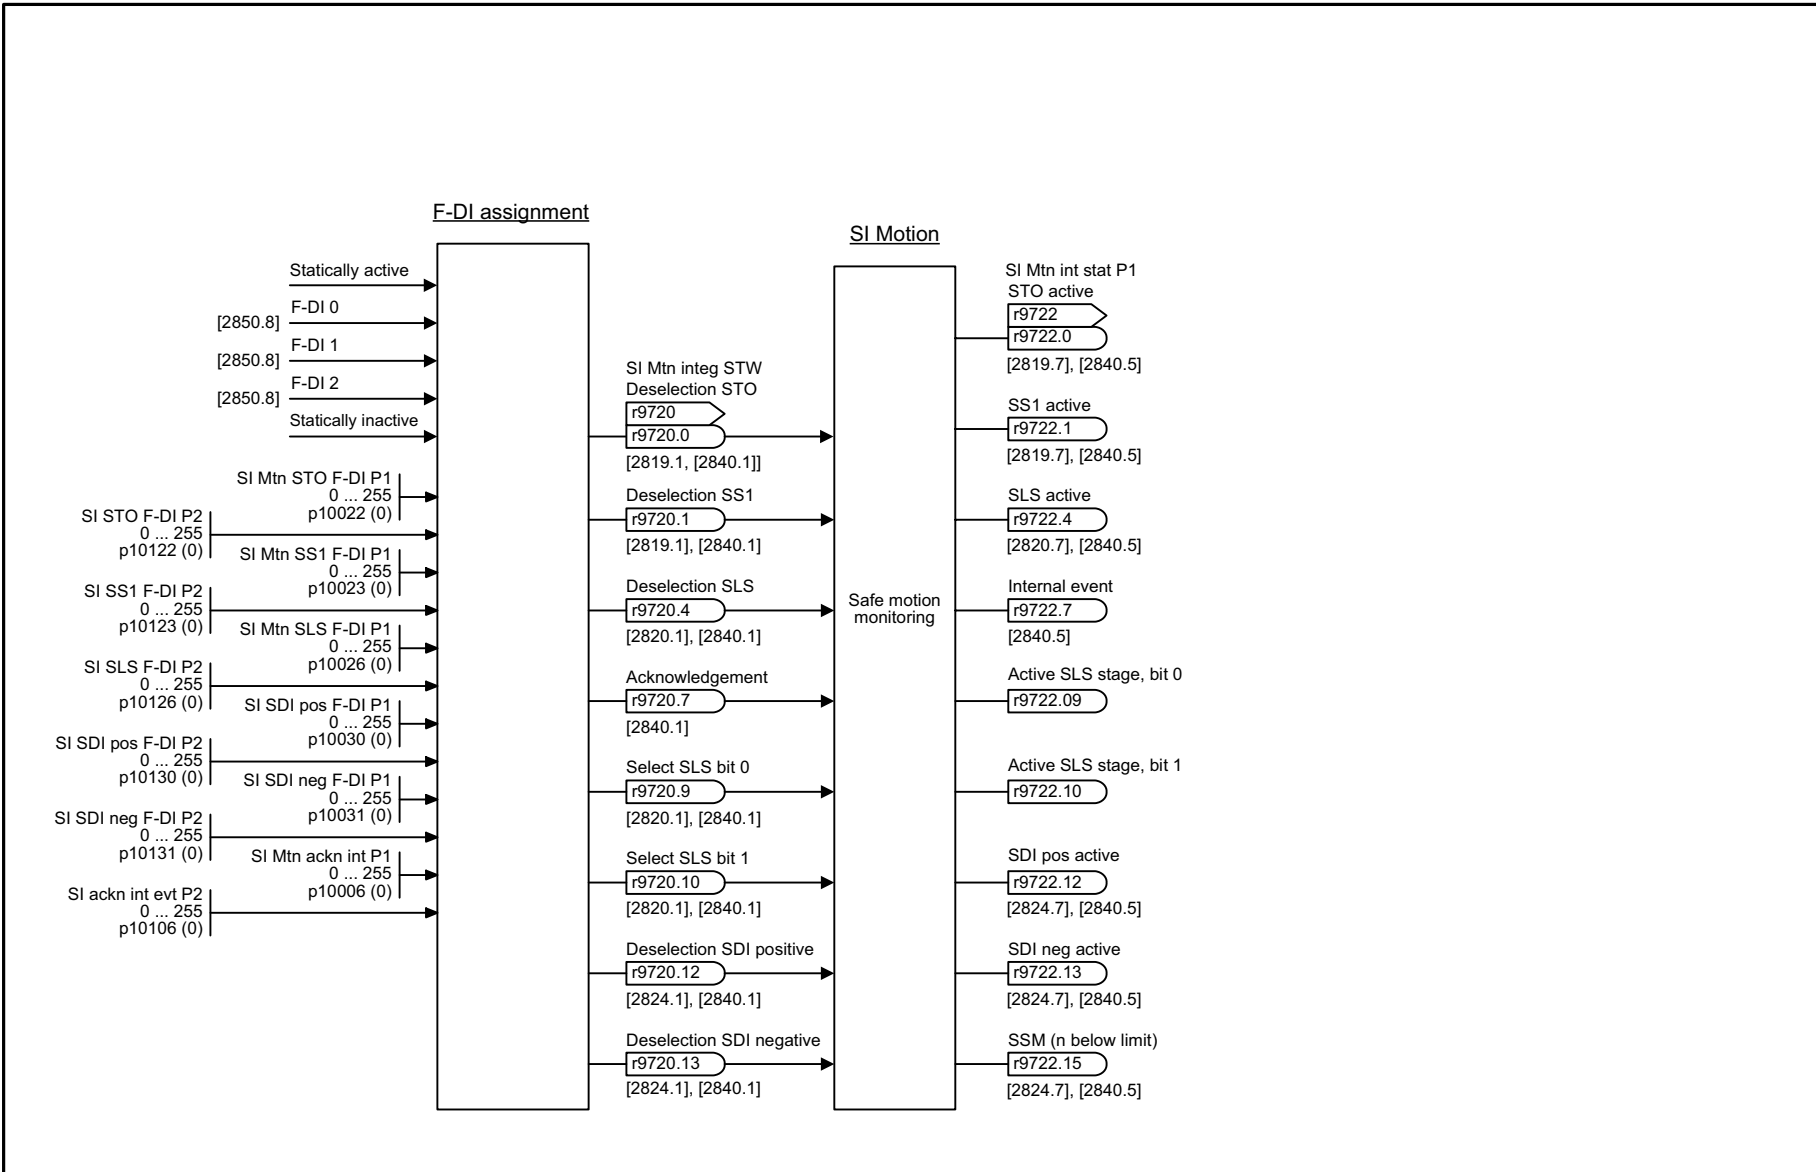 F-DI assignment
SI Motion
Statically active
F-DI 0
[2850.8]
F-DI 1
[2850.8]
F-DI 2
[2850.8]
Statically inactive
SI Mtn STO F-DI P1
0 ... 255
p10022 (0)
SI STO F-DI P2
0 ... 255
p10122 (0)
SI Mtn SS1 F-DI P1
0 ... 255
p10023 (0)
SI SS1 F-DI P2
0 ... 255
p10123 (0)
SI Mtn SLS F-DI P1
0 ... 255
p10026 (0)
SI SLS F-DI P2
0 ... 255
p10126 (0)
SI SDI pos F-DI P1
0 ... 255
p10030 (0)
SI SDI pos F-DI P2
0 ... 255
p10130 (0)
SI SDI neg F-DI P1
0 ... 255
p10031 (0)
SI SDI neg F-DI P2
0 ... 255
p10131 (0)
SI Mtn ackn int P1
0 ... 255
p10006 (0)
SI ackn int evt P2
0 ... 255
p10106 (0)
SI Mtn integ STW
Deselection STO
r9720
r9720.0
[2819.1, [2840.1]]
Deselection SS1
r9720.1
[2819.1], [2840.1]
Deselection SLS
r9720.4
[2820.1], [2840.1]
Acknowledgement
r9720.7
[2840.1]
Select SLS bit 0
r9720.9
[2820.1], [2840.1]
Select SLS bit 1
r9720.10
[2820.1], [2840.1]
Deselection SDI positive
r9720.12
[2824.1], [2840.1]
Deselection SDI negative
r9720.13
[2824.1], [2840.1]
Safe motion
monitoring
SI Mtn int stat P1
STO active
r9722
r9722.0
[2819.7], [2840.5]
SS1 active
r9722.1
[2819.7], [2840.5]
SLS active
r9722.4
[2820.7], [2840.5]
Internal event
r9722.7
[2840.5]
Active SLS stage, bit 0
r9722.09
Active SLS stage, bit 1
r9722.10
SDI pos active
r9722.12
[2824.7], [2840.5]
SDI neg active
r9722.13
[2824.7], [2840.5]
SSM (n below limit)
r9722.15
[2824.7], [2840.5]